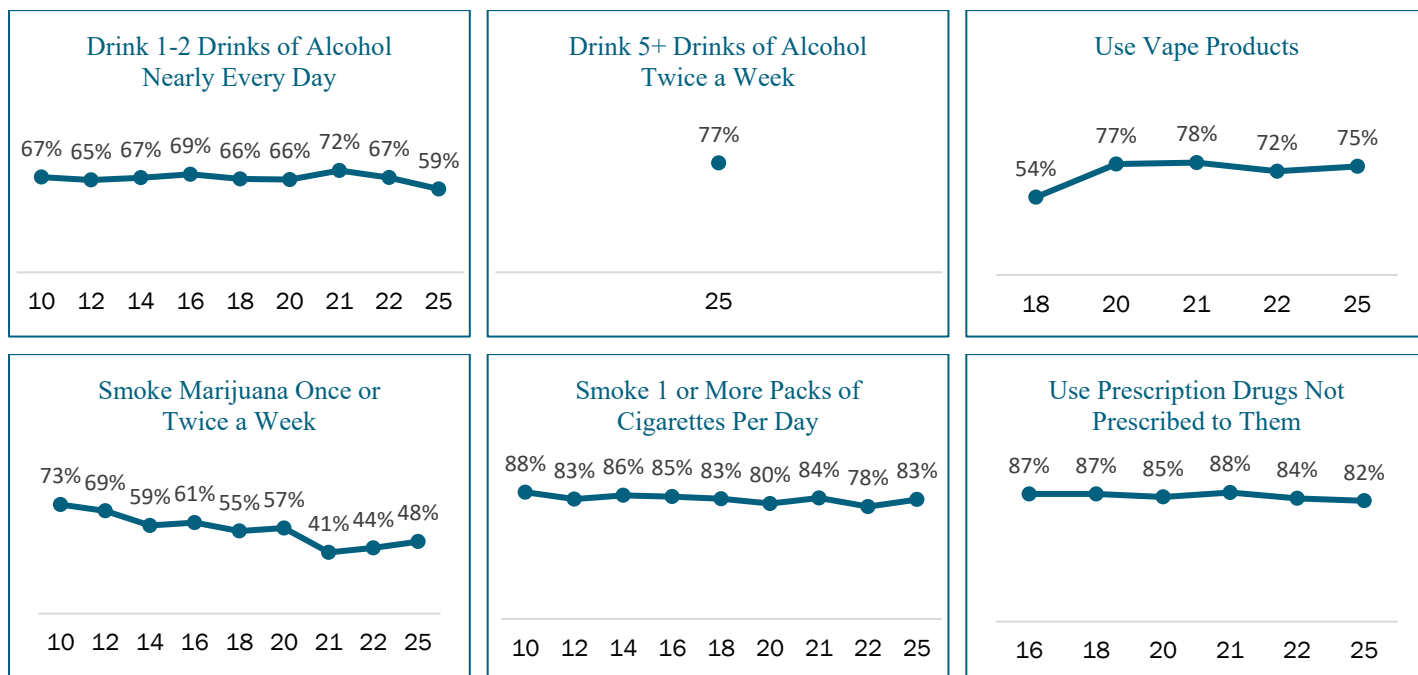 Drink 1-2 Drinks of Alcohol
Nearly Every Day
67% 65% 67% 69% 66% 66% 72% 67% 59%
10 12 14 16 18 20 21 22 25
Drink 5+ Drinks of Alcohol
Twice a Week
77%
25
Use Vape Products
54% 77% 78% 72% 75%
18 20 21 22 25
Smoke Marijuana Once or
Twice a Week
73% 69% 59% 61% 55% 57% 41% 44% 48%
10 12 14 16 18 20 21 22 25
Smoke 1 or More Packs of
Cigarettes Per Day
88% 83% 86% 85% 83% 80% 84% 78% 83%
10 12 14 16 18 20 21 22 25
Use Prescription Drugs Not
Prescribed to Them
87% 87% 85% 88% 84% 82%
16 18 20 21 22 25